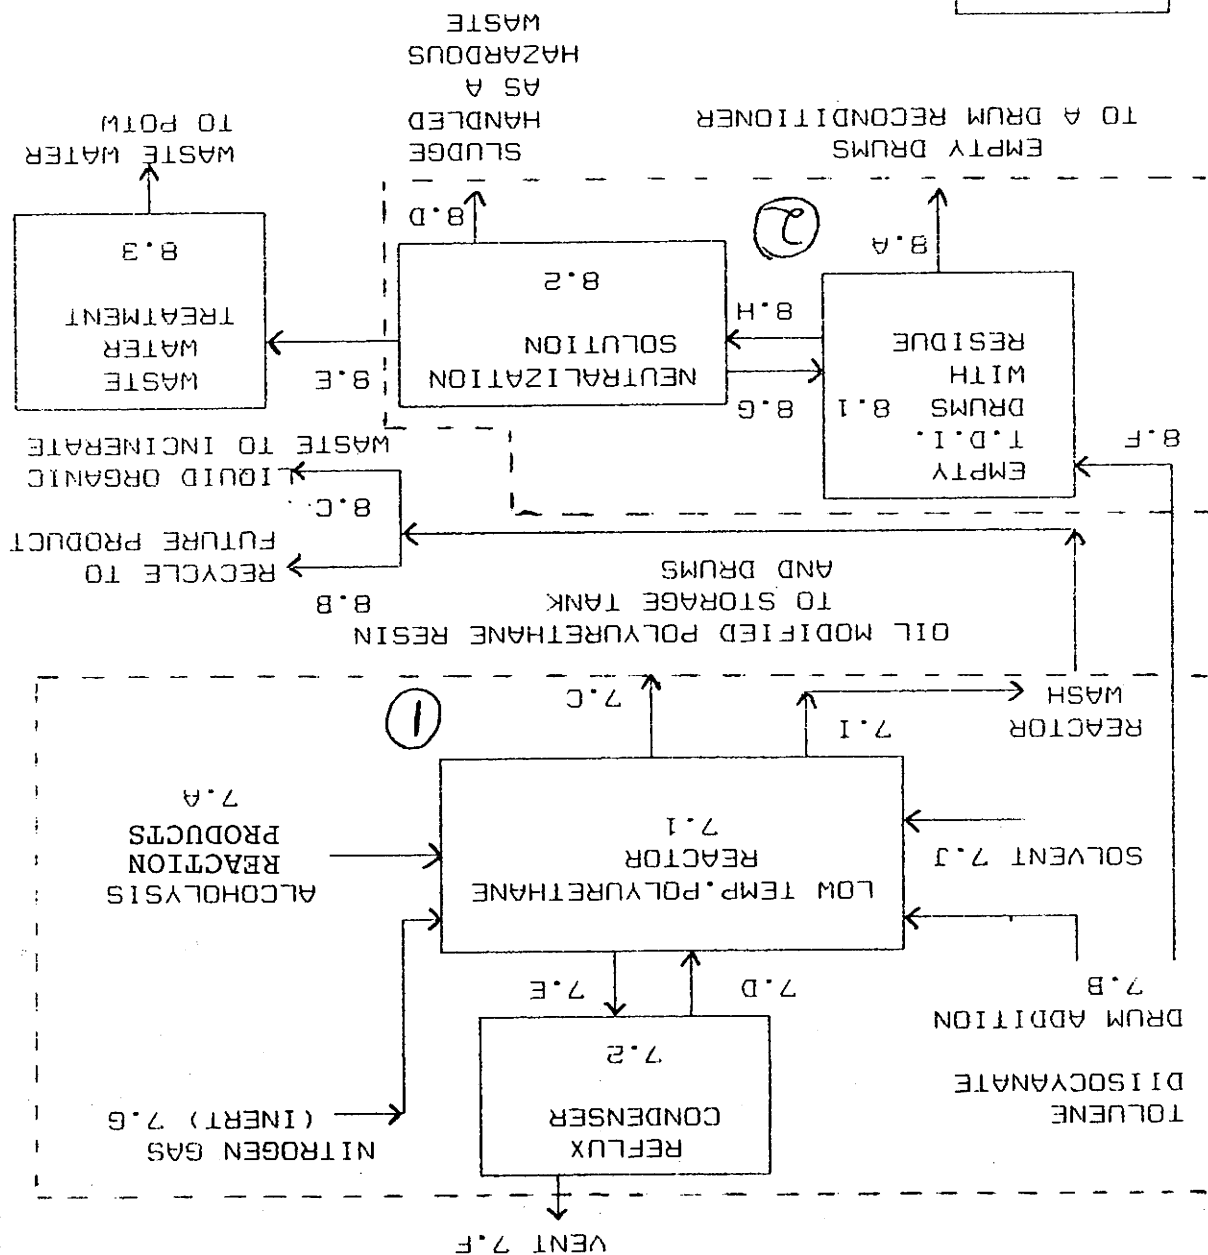 VENT 7.F
REFLUX
CONDENSER
7.2
NITROGEN GAS
(INERT) 7.G
TOLUENE
DIISOCYANATE
DRUM ADDITION
7.B
7.D
7.E
LOW TEMP.POLYURETHANE
REACTOR
7.1
SOLVENT 7.J
ALCOHOLYSIS
REACTION
PRODUCTS
7.A
REACTOR
WASH
7.I
7.C
1
OIL MODIFIED POLYURETHANE RESIN
TO STORAGE TANK
AND DRUMS
8.B
RECYCLE TO
FUTURE PRODUCT
8.C
LIQUID ORGANIC
WASTE TO INCINERATE
8.F
EMPTY
T.D.I.
DRUMS 8.1
WITH
RESIDUE
8.G
8.H
NEUTRALIZATION
SOLUTION
8.2
8.E
WASTE
WATER
TREATMENT
8.3
8.A
2
8.D
EMPTY DRUMS
TO A DRUM RECONDITIONER
SLUDGE
HANDLED
AS A
HAZARDOUS
WASTE
WASTE WATER
TO POTW